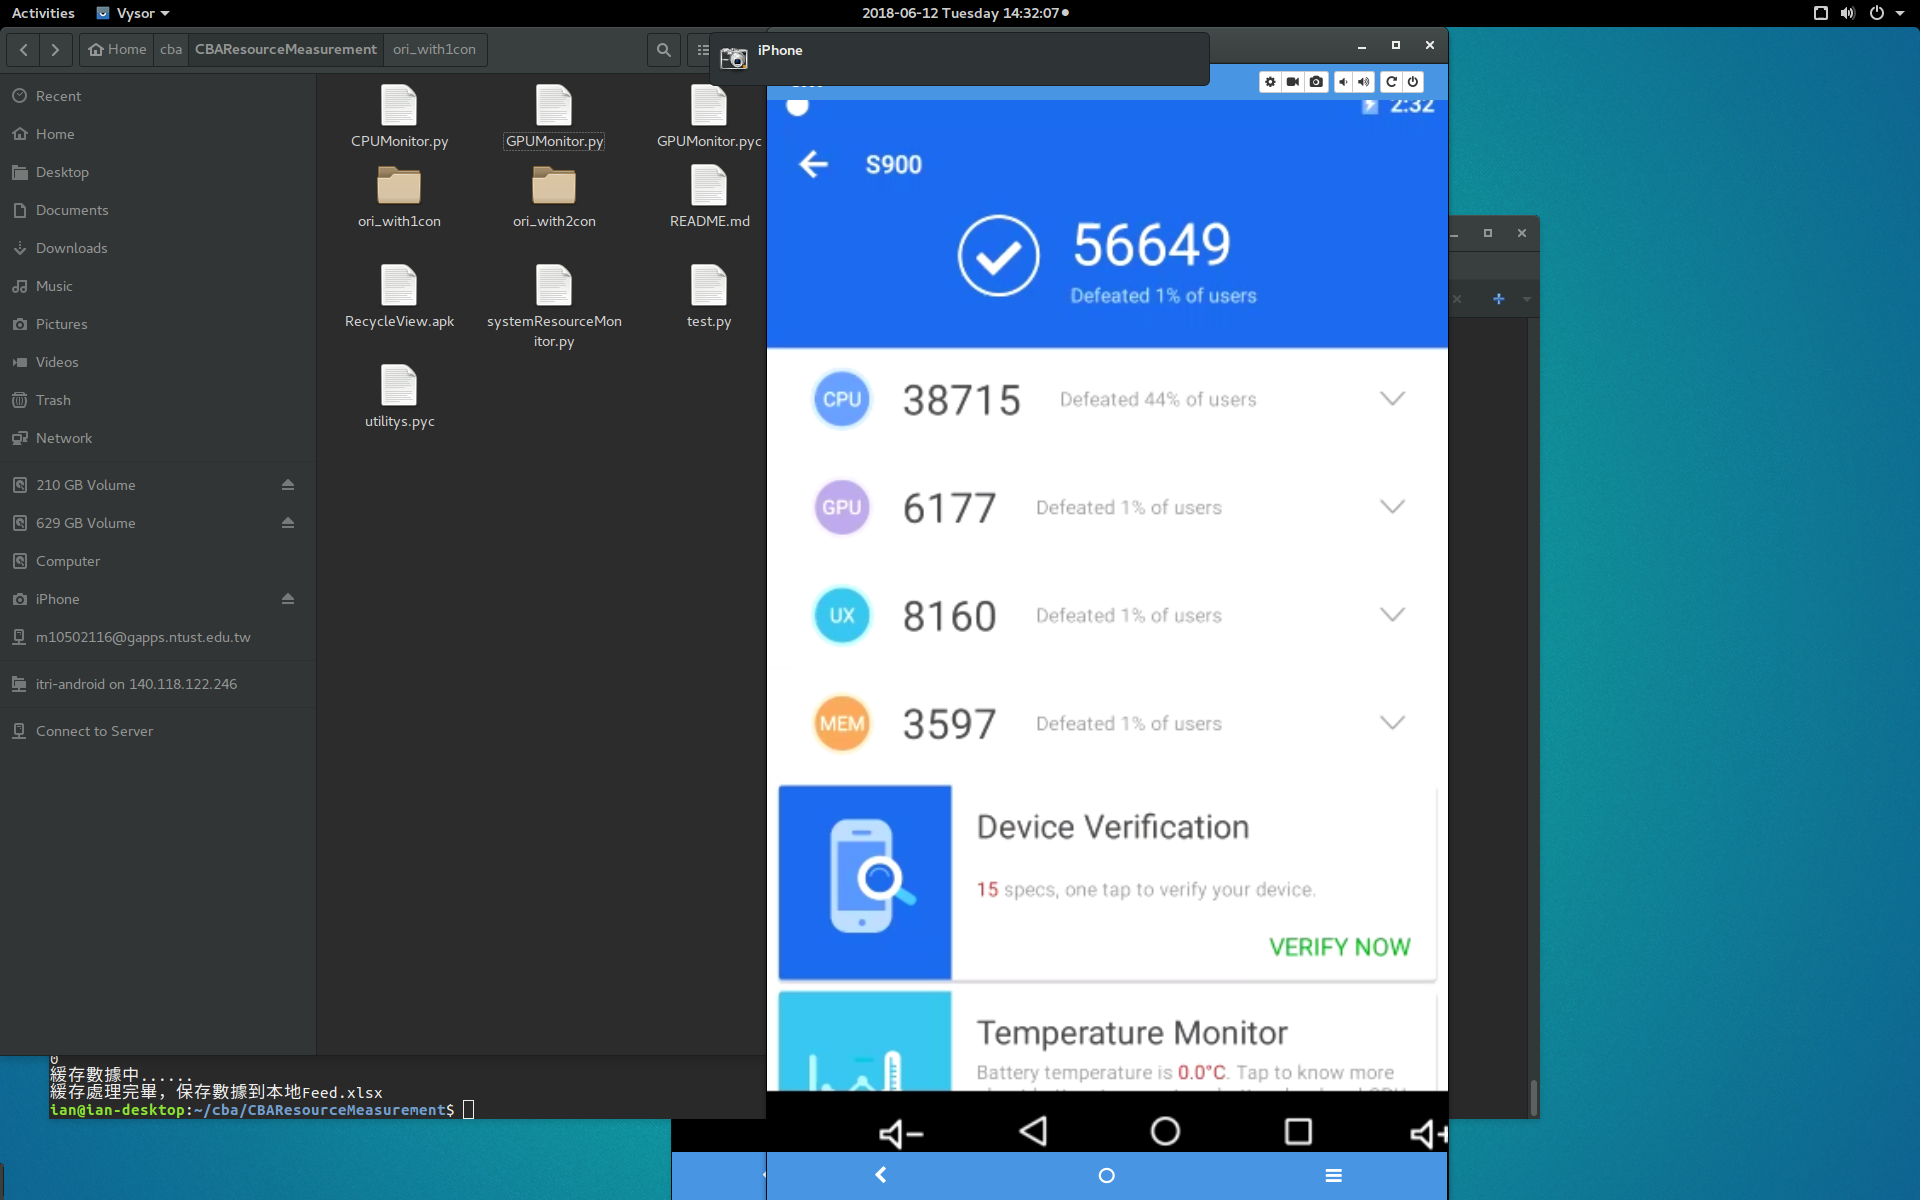 Activities
Vysor
2018-06-12 Tuesday 14:32:07
Home
cba
CBAResourceMeasurement
ori_with1con
iPhone
Recent
Home
Desktop
Documents
Downloads
Music
Pictures
Videos
Trash
Network
210 GB Volume
629 GB Volume
Computer
iPhone
m10502116@gapps.ntust.edu.tw
itri-android on 140.118.122.246
Connect to Server
CPUMonitor.py
GPUMonitor.py
GPUMonitor.pyc
ori_with1con
ori_with2con
README.md
RecycleView.apk
systemResourceMon
itor.py
test.py
utilitys.pyc
0
緩存數據中......
緩存處理完畢，保存數據到本地Feed.xlsx
ian@ian-desktop:~/cba/CBAResourceMeasurement$
2:32
S900
56649
Defeated 1% of users
CPU 38715 Defeated 44% of users
GPU 6177 Defeated 1% of users
UX 8160 Defeated 1% of users
MEM 3597 Defeated 1% of users
Device Verification
15 specs, one tap to verify your device.
VERIFY NOW
Temperature Monitor
Battery temperature is 0.0°C. Tap to know more